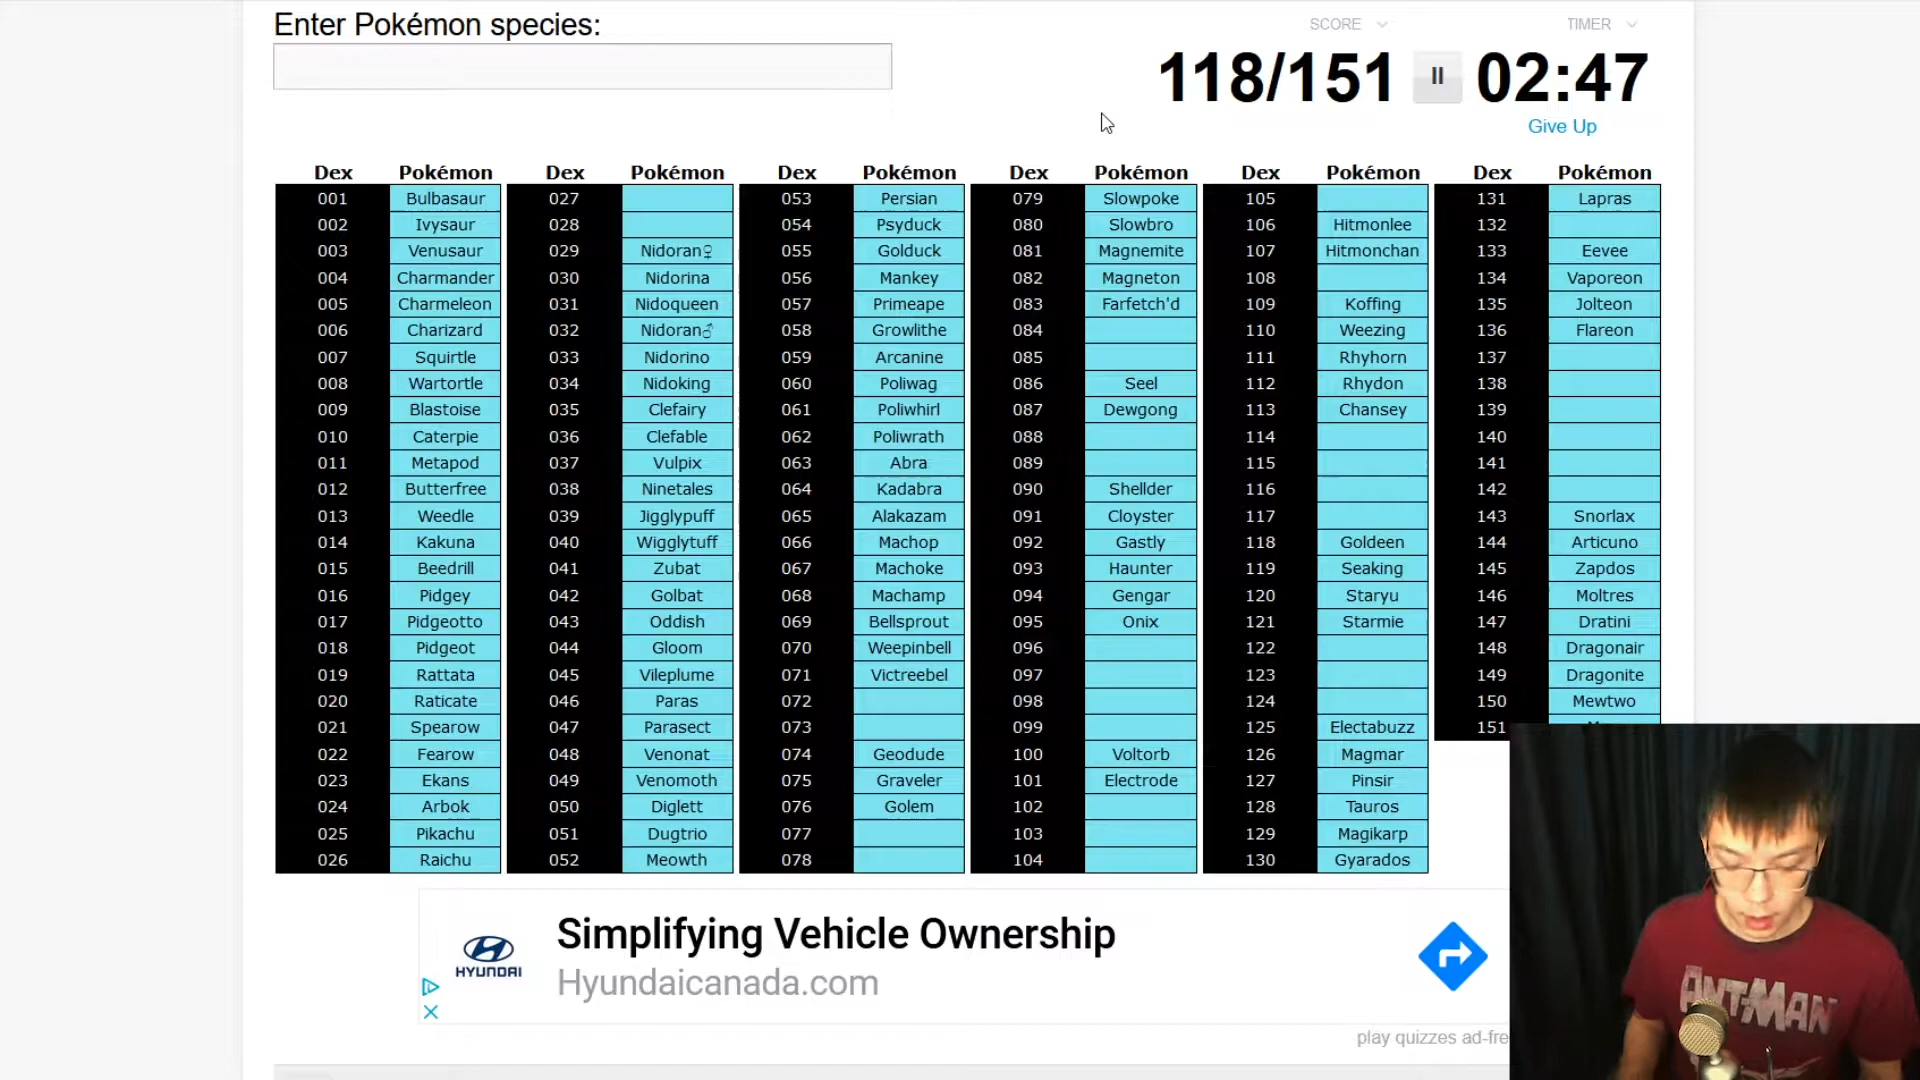 Enter Pokémon species:
SCORE
TIMER
118/151
02:47
Give Up
Dex Pokémon Dex Pokémon Dex Pokémon Dex Pokémon Dex Pokémon Dex Pokémon
001 Bulbasaur 027 053 Persian 079 Slowpoke 105 131 Lapras
002 Ivysaur 028 054 Psyduck 080 Slowbro 106 Hitmonlee 132
003 Venusaur 029 Nidoran♀ 055 Golduck 081 Magnemite 107 Hitmonchan 133 Eevee
004 Charmander 030 Nidorina 056 Mankey 082 Magneton 108 134 Vaporeon
005 Charmeleon 031 Nidoqueen 057 Primeape 083 Farfetch'd 109 Koffing 135 Jolteon
006 Charizard 032 Nidoran♂ 058 Growlithe 084 110 Weezing 136 Flareon
007 Squirtle 033 Nidorino 059 Arcanine 085 111 Rhyhorn 137
008 Wartortle 034 Nidoking 060 Poliwag 086 Seel 112 Rhydon 138
009 Blastoise 035 Clefairy 061 Poliwhirl 087 Dewgong 113 Chansey 139
010 Caterpie 036 Clefable 062 Poliwrath 088 114 140
011 Metapod 037 Vulpix 063 Abra 089 115 141
012 Butterfree 038 Ninetales 064 Kadabra 090 Shellder 116 142
013 Weedle 039 Jigglypuff 065 Alakazam 091 Cloyster 117 143 Snorlax
014 Kakuna 040 Wigglytuff 066 Machop 092 Gastly 118 Goldeen 144 Articuno
015 Beedrill 041 Zubat 067 Machoke 093 Haunter 119 Seaking 145 Zapdos
016 Pidgey 042 Golbat 068 Machamp 094 Gengar 120 Staryu 146 Moltres
017 Pidgeotto 043 Oddish 069 Bellsprout 095 Onix 121 Starmie 147 Dratini
018 Pidgeot 044 Gloom 070 Weepinbell 096 122 148 Dragonair
019 Rattata 045 Vileplume 071 Victreebel 097 123 149 Dragonite
020 Raticate 046 Paras 072 098 124 150 Mewtwo
021 Spearow 047 Parasect 073 099 125 Electabuzz 151
022 Fearow 048 Venonat 074 Geodude 100 Voltorb 126 Magmar
023 Ekans 049 Venomoth 075 Graveler 101 Electrode 127 Pinsir
024 Arbok 050 Diglett 076 Golem 102 128 Tauros
025 Pikachu 051 Dugtrio 077 103 129 Magikarp
026 Raichu 052 Meowth 078 104 130 Gyarados
Simplifying Vehicle Ownership
HYUNDAI
Hyundaicanada.com
play quizzes ad-fre
ANT-MAN